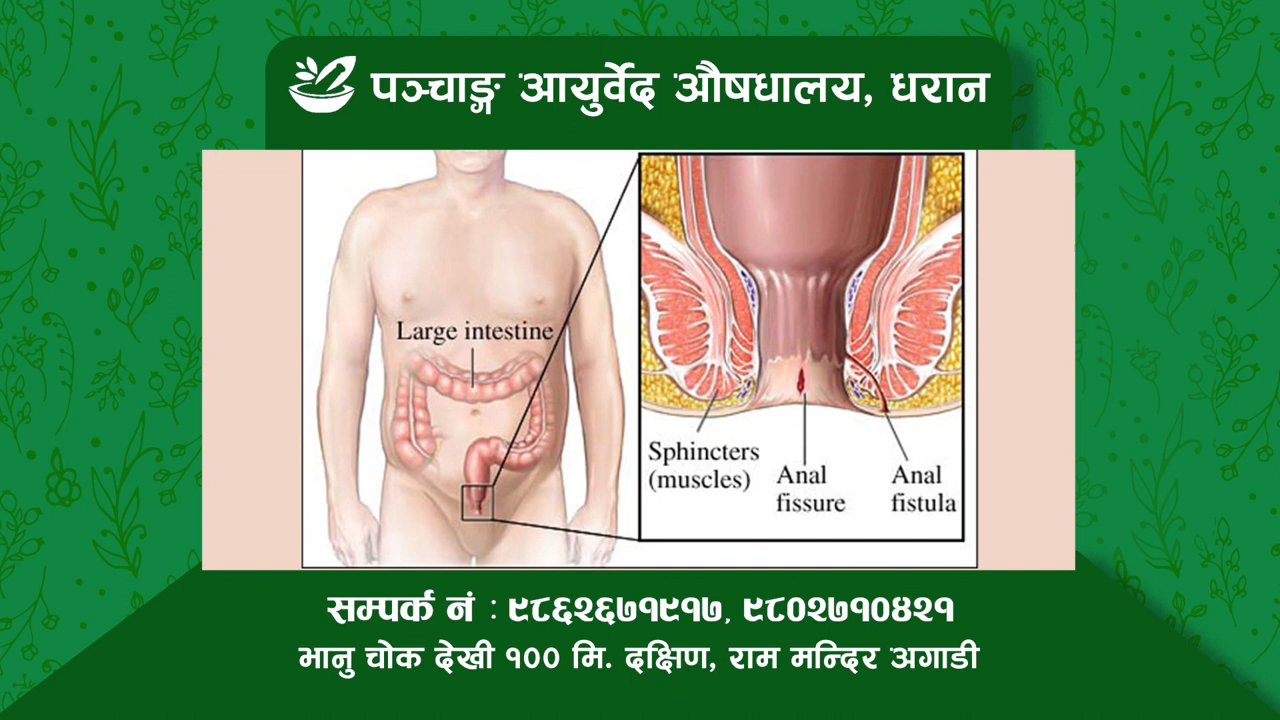 पञ्चाङ्ग आयुर्वेद औषधालय, धरान
Large intestine
Sphincters
(muscles)
Anal
fissure
Anal
fistula
सम्पर्क नं : ९८६२६७१९१७, ९८०२७१०४२१
भानु चोक देखी १०० मि. दक्षिण, राम मन्दिर अगाडी